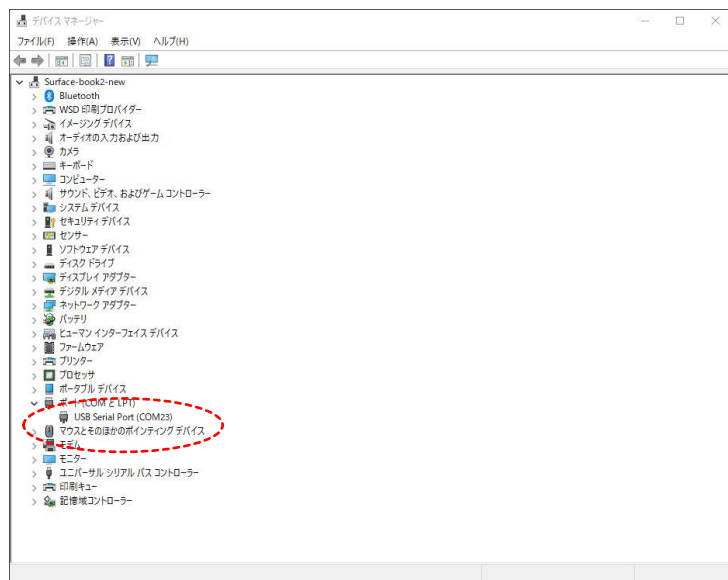 デバイス マネージャー
ファイル(F) 操作(A) 表示(V) ヘルプ(H)
Surface-book2-new
Bluetooth
WSD 印刷プロバイダー
イメージング デバイス
オーディオの入力および出力
カメラ
キーボード
コンピューター
サウンド、ビデオ、およびゲーム コントローラー
システム デバイス
セキュリティ デバイス
センサー
ソフトウェア デバイス
ディスク ドライブ
ディスプレイ アダプター
デジタル メディア デバイス
ネットワーク アダプター
バッテリ
ヒューマン インターフェイス デバイス
ファームウェア
プリンター
プロセッサ
ポータブル デバイス
ポート (COM と LPT)
USB Serial Port (COM23)
マウスとそのほかのポインティング デバイス
モデム
モニター
ユニバーサル シリアル バス コントローラー
印刷キュー
記憶域コントローラー